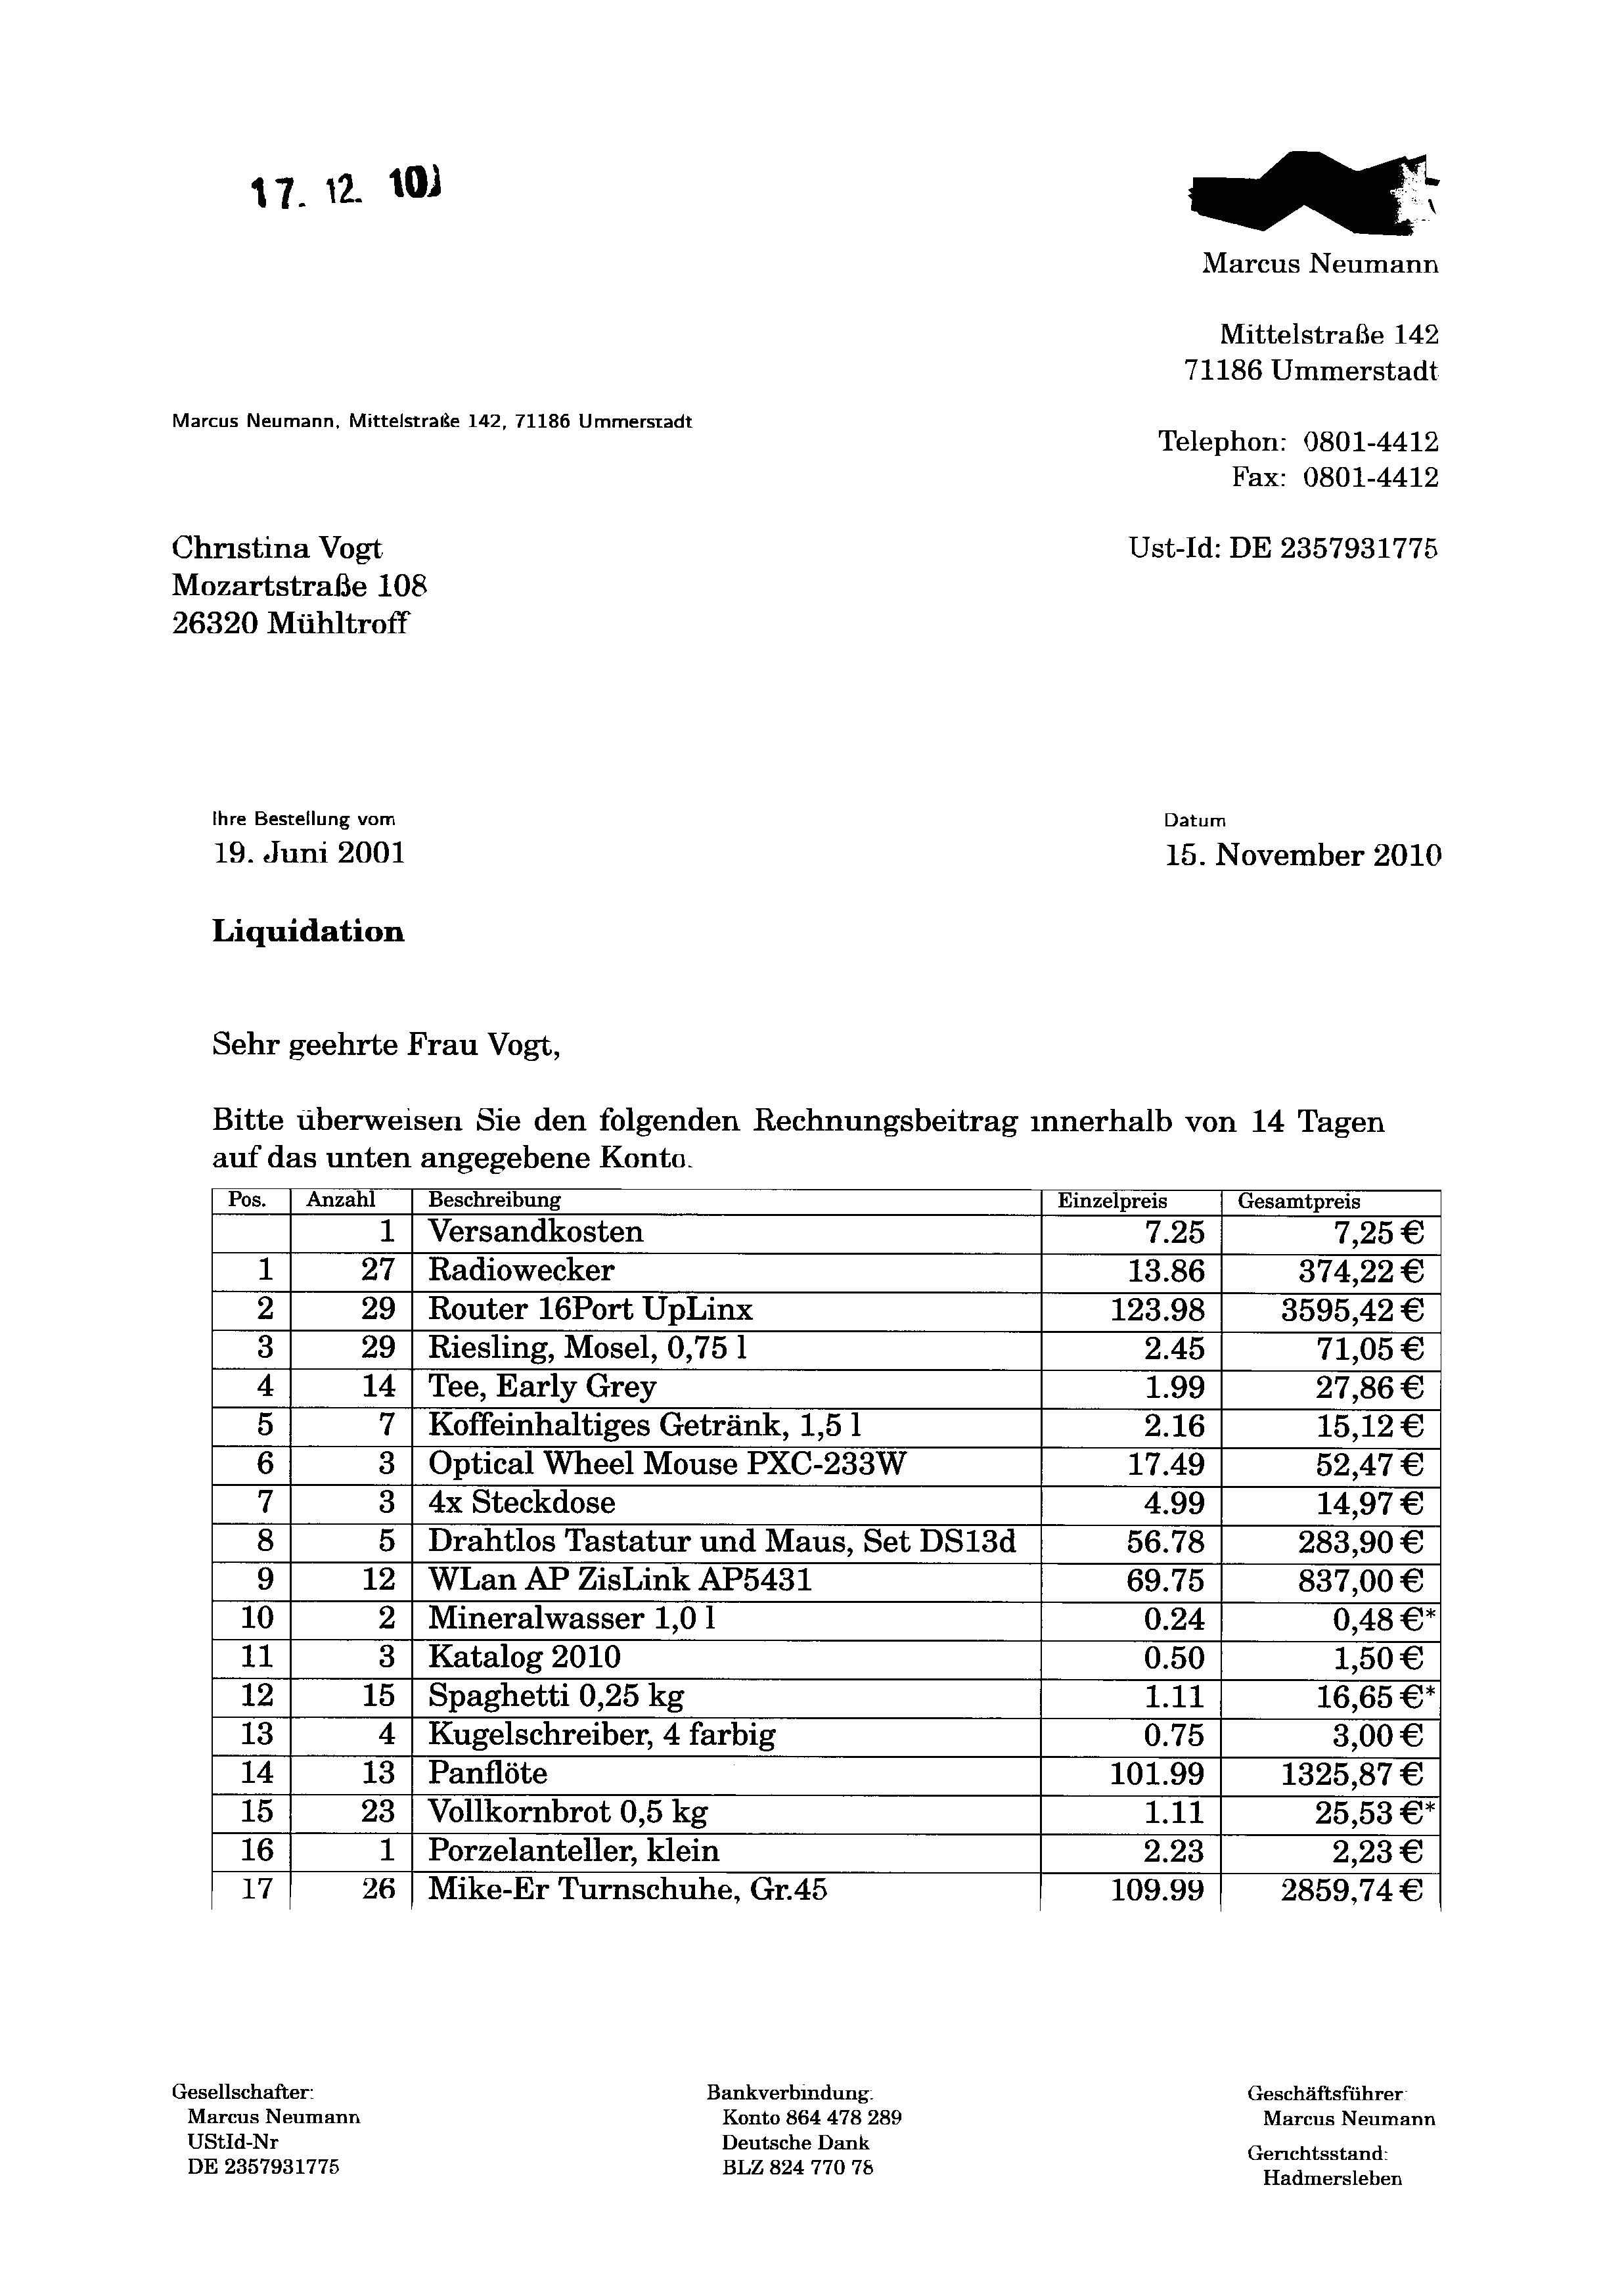 17. 12. 10
Marcus Neumann
Mittelstraße 142
71186 Ummerstadt
Marcus Neumann, Mittelstraße 142, 71186 Ummerstadt
Telephon: 0801-4412
Fax: 0801-4412
Christina Vogt
Mozartstraße 108
26320 Mühltroff
Ust-Id: DE 2357931775
Ihre Bestellung vom
19. Juni 2001
Datum
15. November 2010
Liquidation
Sehr geehrte Frau Vogt,
Bitte überweisen Sie den folgenden Rechnungsbeitrag innerhalb von 14 Tagen
auf das unten angegebene Konto.
Pos. Anzahl Beschreibung Einzelpreis Gesamtpreis
1 Versandkosten 7.25 7,25 €
1 27 Radiowecker 13.86 374,22 €
2 29 Router 16Port UpLinx 123.98 3595,42 €
3 29 Riesling, Mosel, 0,75 l 2.45 71,05 €
4 14 Tee, Early Grey 1.99 27,86 €
5 7 Koffeinhaltiges Getränk, 1,5 l 2.16 15,12 €
6 3 Optical Wheel Mouse PXC-233W 17.49 52,47 €
7 3 4x Steckdose 4.99 14,97 €
8 5 Drahtlos Tastatur und Maus, Set DS13d 56.78 283,90 €
9 12 WLan AP ZisLink AP5431 69.75 837,00 €
10 2 Mineralwasser 1,0 l 0.24 0,48 €*
11 3 Katalog 2010 0.50 1,50 €
12 15 Spaghetti 0,25 kg 1.11 16,65 €*
13 4 Kugelschreiber, 4 farbig 0.75 3,00 €
14 13 Panflöte 101.99 1325,87 €
15 23 Vollkornbrot 0,5 kg 1.11 25,53 €*
16 1 Porzelanteller, klein 2.23 2,23 €
17 26 Mike-Er Turnschuhe, Gr.45 109.99 2859,74 €
Gesellschafter:
Marcus Neumann
UStId-Nr
DE 2357931775
Bankverbindung:
Konto 864 478 289
Deutsche Dank
BLZ 824 770 78
Geschäftsführer:
Marcus Neumann
Gerichtsstand:
Hadmersleben